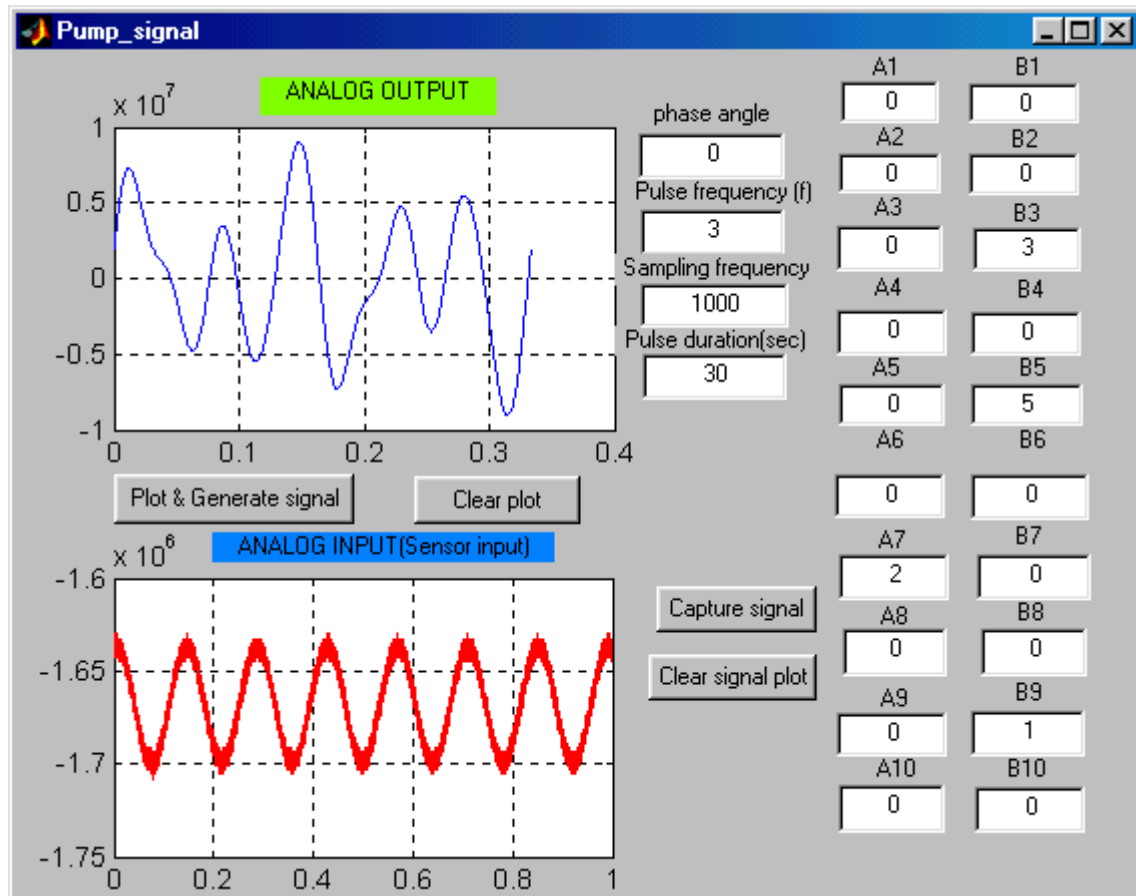 Pump_signal
ANALOG OUTPUT
x 10^7
1
0.5
0
-0.5
-1
0 0.1 0.2 0.3 0.4
phase angle
0
Pulse frequency (f)
3
Sampling frequency
1000
Pulse duration(sec)
30
Plot & Generate signal
Clear plot
ANALOG INPUT(Sensor input)
x 10^6
-1.6
-1.65
-1.7
-1.75
0 0.2 0.4 0.6 0.8 1
Capture signal
Clear signal plot
A1 B1
0 0
A2 B2
0 0
A3 B3
0 3
A4 B4
0 0
A5 B5
0 5
A6 B6
0 0
A7 B7
2 0
A8 B8
0 0
A9 B9
0 1
A10 B10
0 0